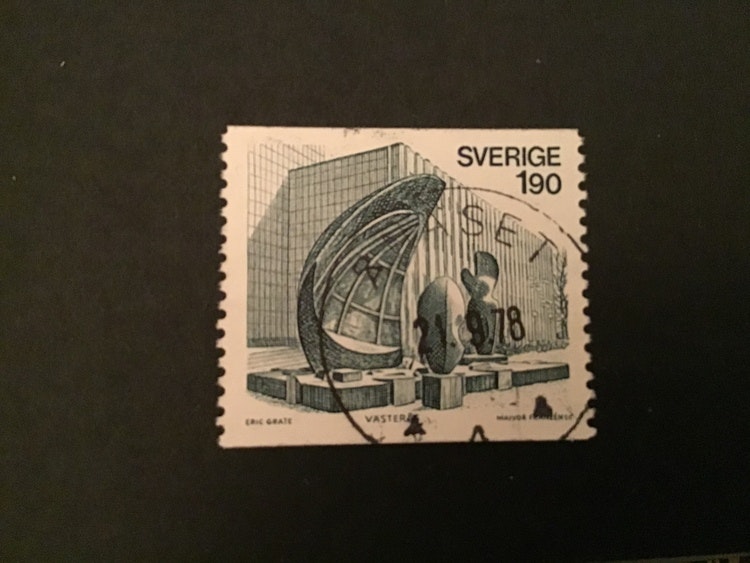 SVERIGE
190
21.9.78
ERIC GRATE
VÄSTERÅS